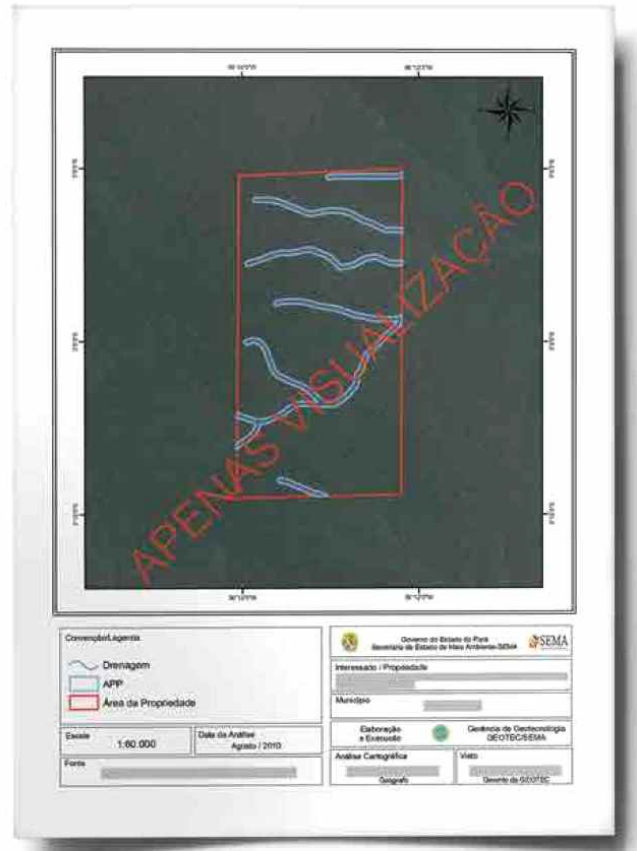 APENAS VISUALIZAÇÃO
Convenção/Legenda
Drenagem
APP
Área da Propriedade
Escala
1:60.000
Data da Análise
Agosto / 2010
Fonte
Governo do Estado do Pará
Secretaria de Estado de Meio Ambiente-SEMA
SEMA
Interessado / Propriedade
Município
Elaboração
e Execução
Gerência de Geotecnologia
GEOTEC/SEMA
Análise Cartográfica
Geógrafo
Visto
Gerente da GEOTEC